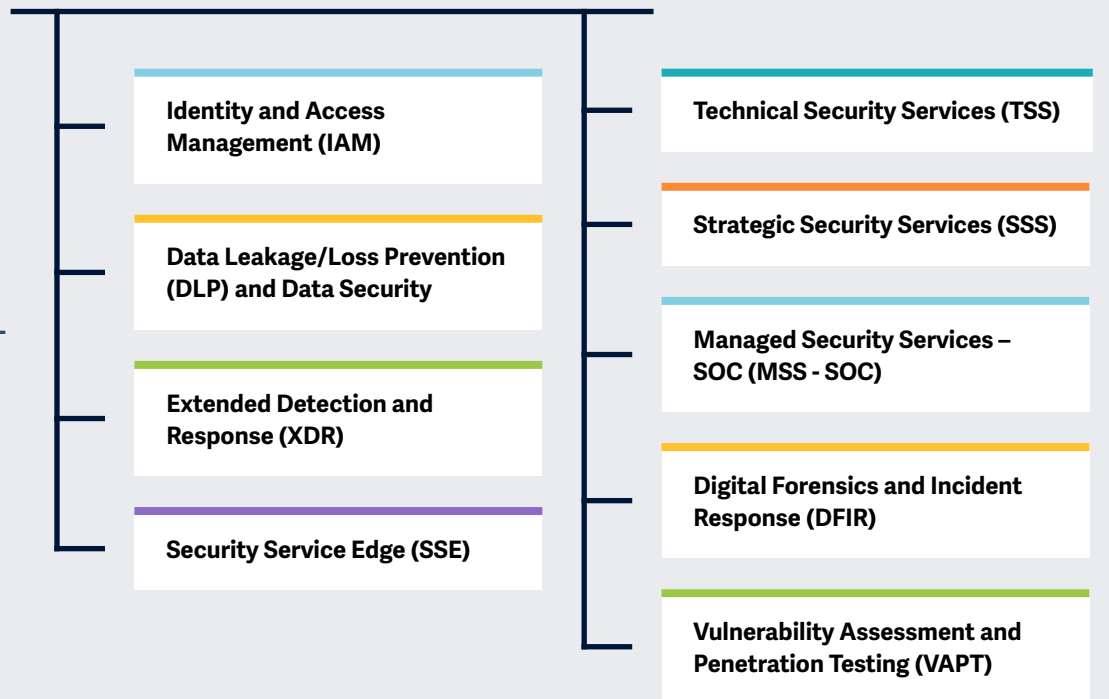 Identity and Access
Management (IAM)
Data Leakage/Loss Prevention
(DLP) and Data Security
Extended Detection and
Response (XDR)
Security Service Edge (SSE)
Technical Security Services (TSS)
Strategic Security Services (SSS)
Managed Security Services –
SOC (MSS - SOC)
Digital Forensics and Incident
Response (DFIR)
Vulnerability Assessment and
Penetration Testing (VAPT)